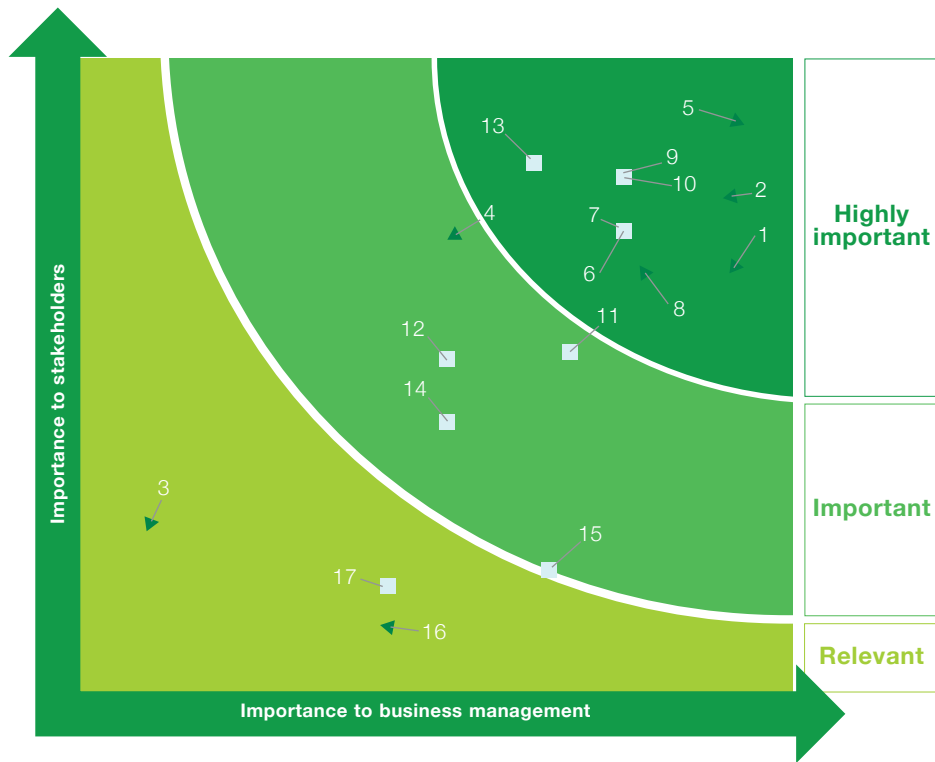 5
13
9
10
2
7
4
1
6
8
11
12
14
3
15
17
16
Highly
important
Important
Relevant
Importance to stakeholders
Importance to business management